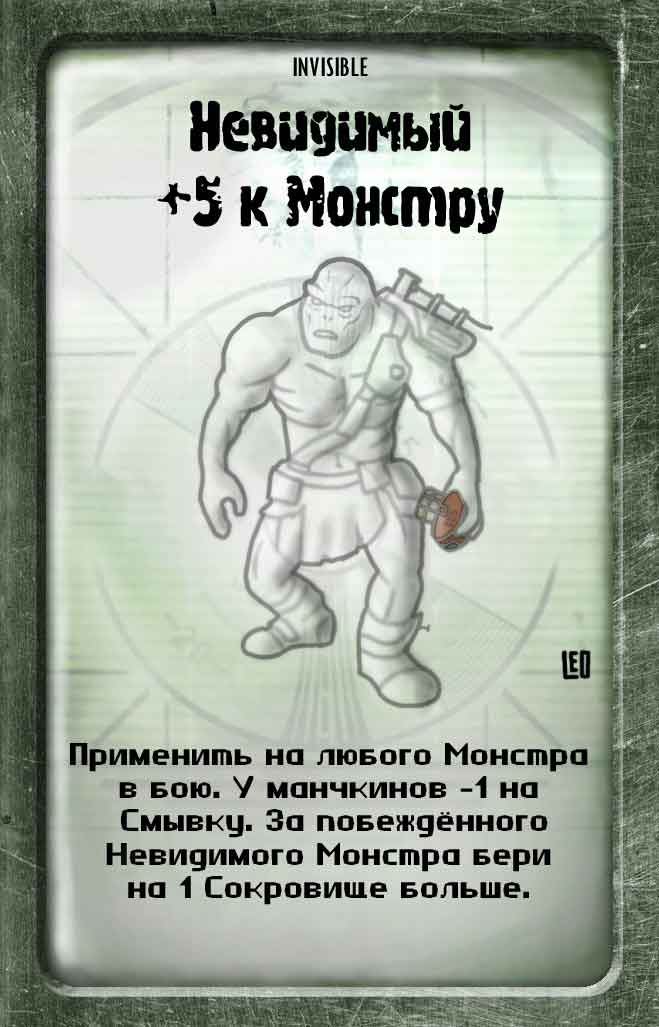 INVISIBLE
Невидимый
+5 к Монстру
LEO
Применить на любого Монстра
в бою. У манчкинов -1 на
Смывку. За побеждённого
Невидимого Монстра бери
на 1 Сокровище больше.